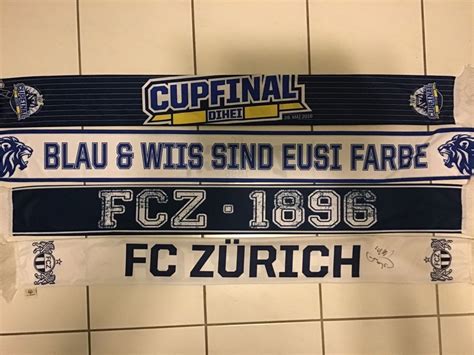 CUPFINAL
DIHEI
BLAU & WIIS SIND EUSI FARBE
FCZ · 1896
FC ZÜRICH